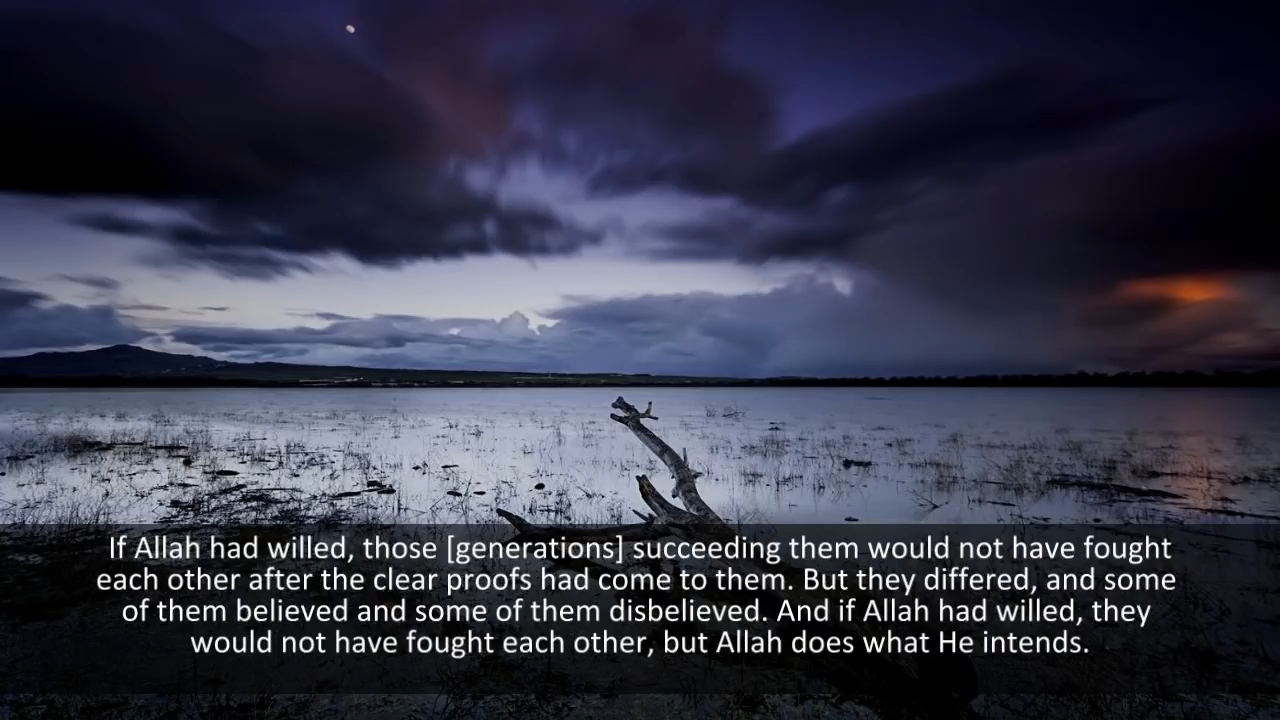 If Allah had willed, those [generations] succeeding them would not have fought
each other after the clear proofs had come to them. But they differed, and some
of them believed and some of them disbelieved. And if Allah had willed, they
would not have fought each other, but Allah does what He intends.